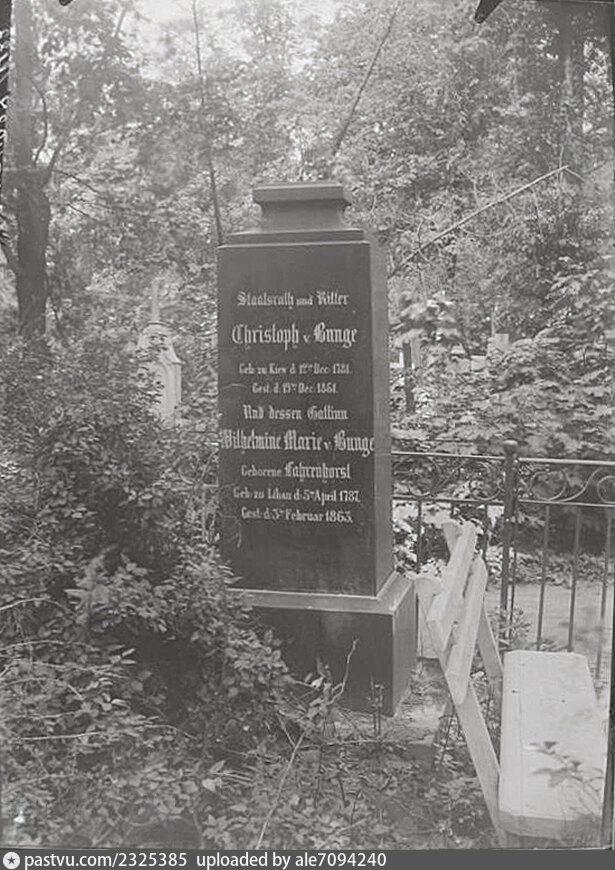 Staatsrath und Ritter
Christoph v. Bunge
Geb: zu Kiew d: 12ten Dec: 1781.
Gest: d: 19ten Dec: 1861.
Und dessen Gattinn
Wilhelmine Marie v. Bunge
Geborene Fahrenhorst
Geb: zu Libau d: 5ten April 1787.
Gest: d: 3ten Februar 1863.
pastvu.com/2325385 uploaded by ale7094240